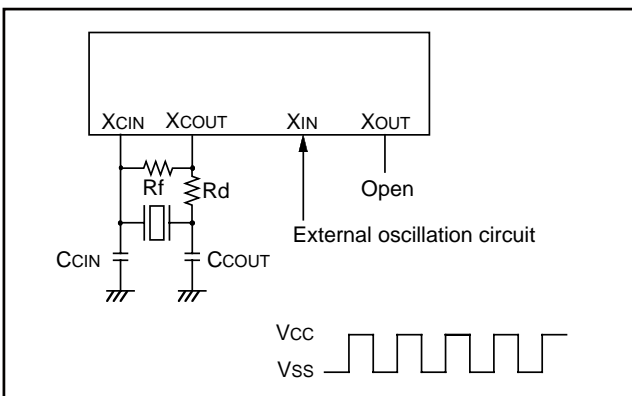 XCIN XCOUT XIN XOUT
Rf Rd Open
External oscillation circuit
CCIN CCOUT
VCC
VSS